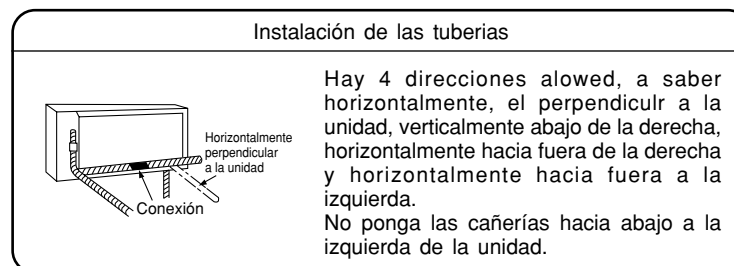 Instalación de las tuberias
Horizontalmente
perpendicular
a la unidad
Conexión
Hay 4 direcciones alowed, a saber
horizontalmente, el perpendiculr a la
unidad, verticalmente abajo de la derecha,
horizontalmente hacia fuera de la derecha
y horizontalmente hacia fuera a la
izquierda.
No ponga las cañerías hacia abajo a la
izquierda de la unidad.